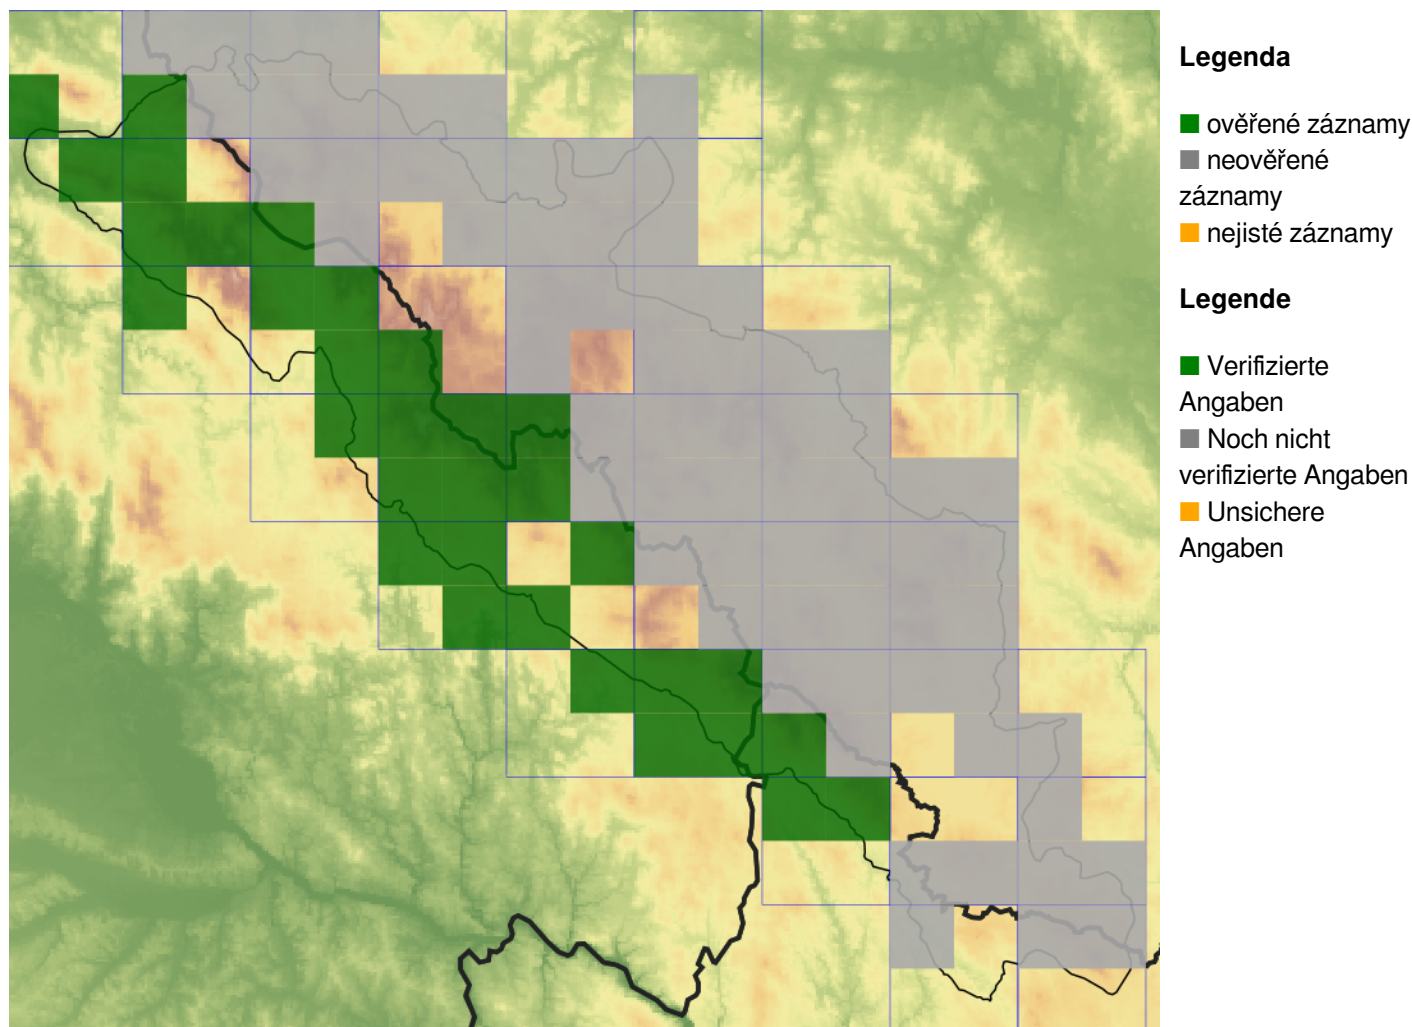 Legenda
ověřené záznamy
neověřené
záznamy
nejisté záznamy
Legende
Verifizierte
Angaben
Noch nicht
verifizierte Angaben
Unsichere
Angaben